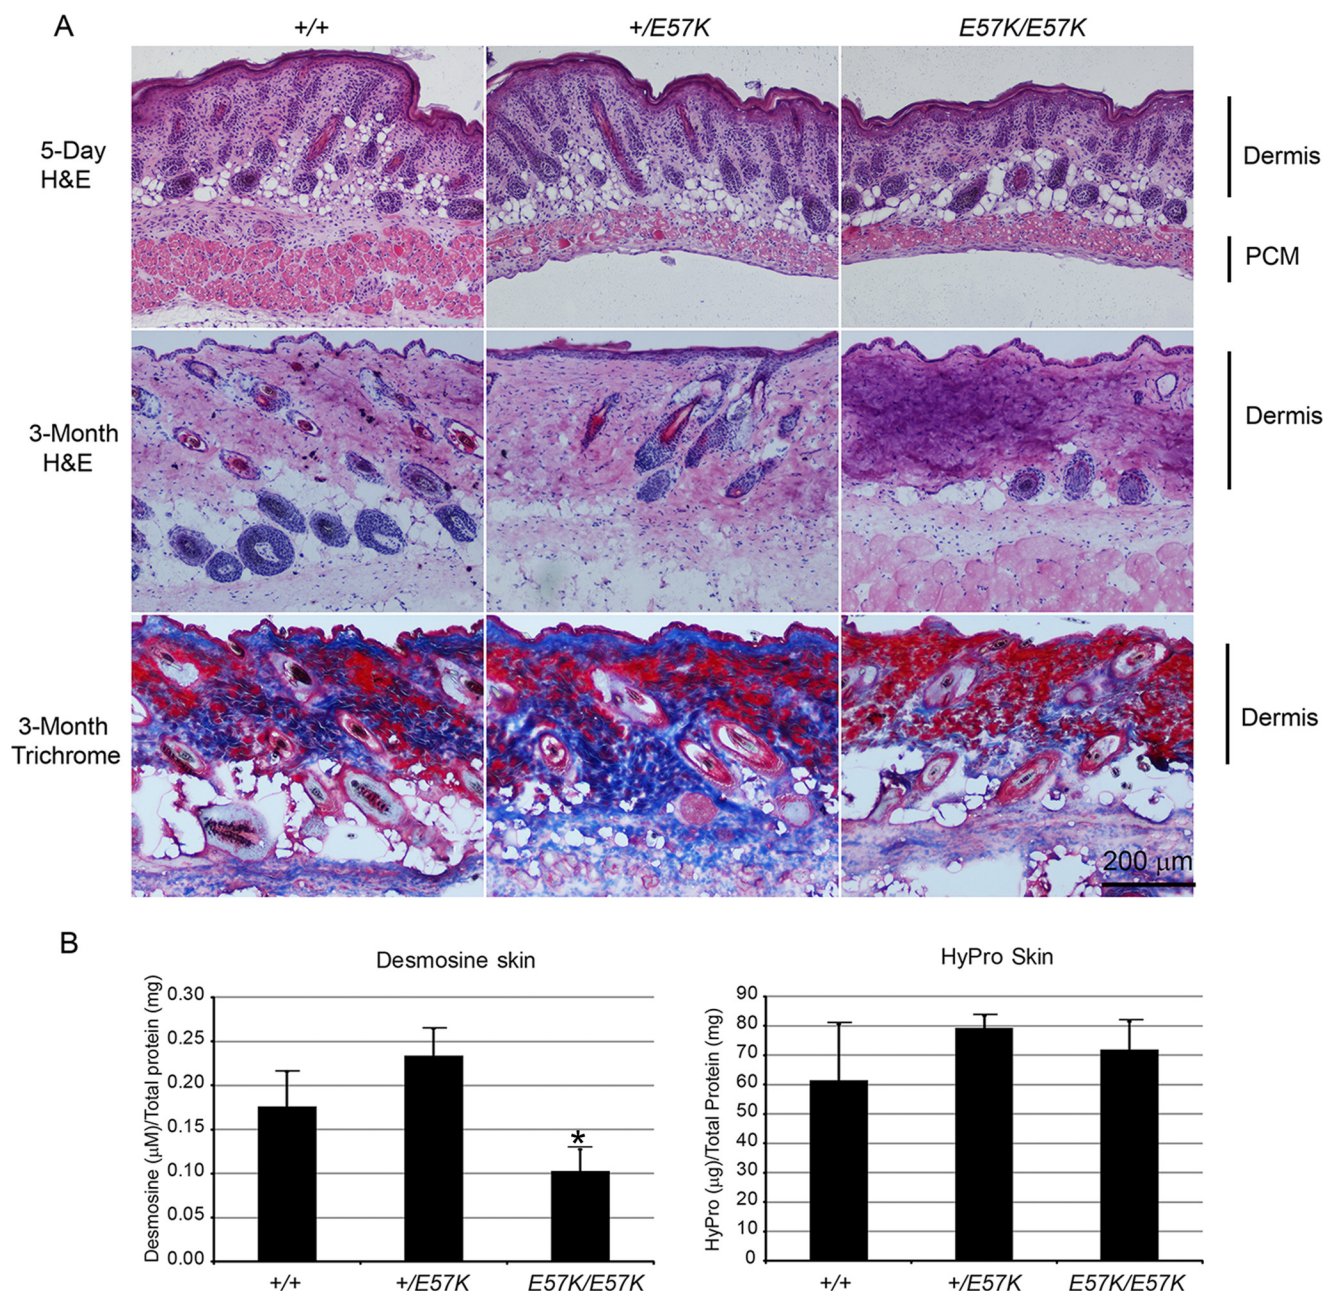 A
+/+ +/E57K E57K/E57K
5-Day
H&E
Dermis
PCM
3-Month
H&E
Dermis
3-Month
Trichrome
Dermis
200 μm
B
Desmosine skin
Desmosine (μM)/Total protein (mg)
0.30
0.25
0.20
0.15
0.10
0.05
0.00
*
+/+ +/E57K E57K/E57K
HyPro Skin
HyPro (μg)/Total Protein (mg)
90
80
70
60
50
40
30
20
10
0
+/+ +/E57K E57K/E57K